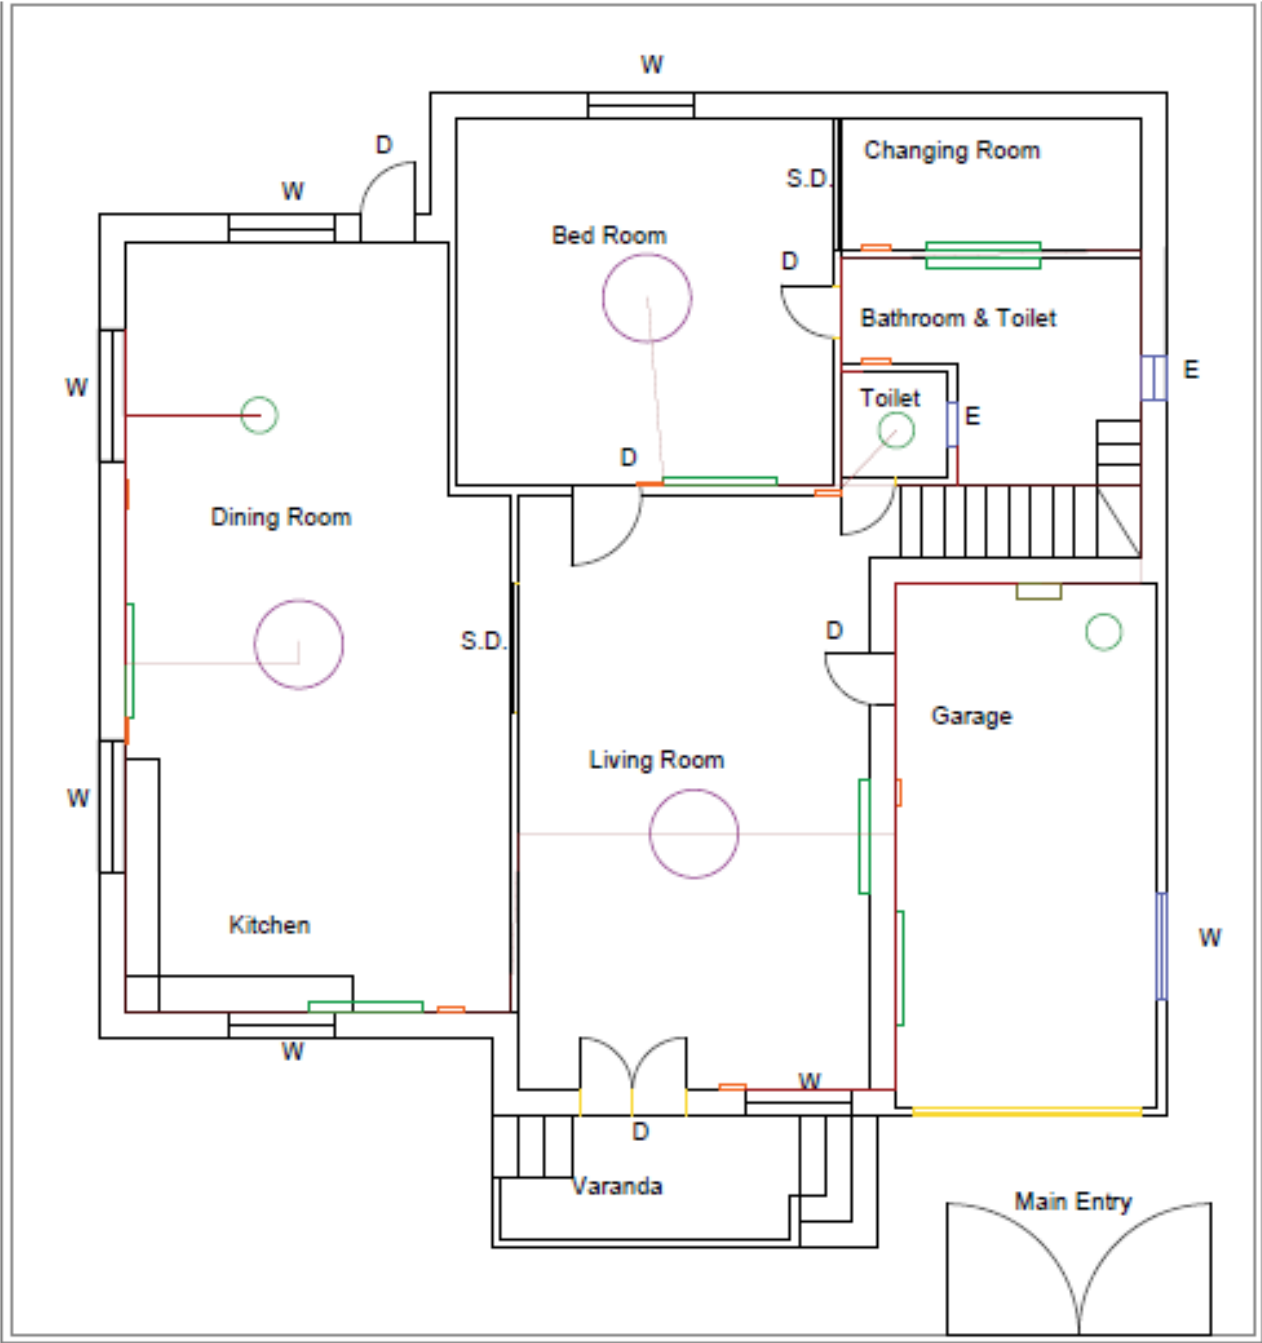 W
D
W
Changing Room
S.D.
Bed Room
D
Bathroom & Toilet
E
W
Toilet
E
D
Dining Room
S.D.
D
Garage
Living Room
W
Kitchen
W
W
W
D
Varanda
Main Entry